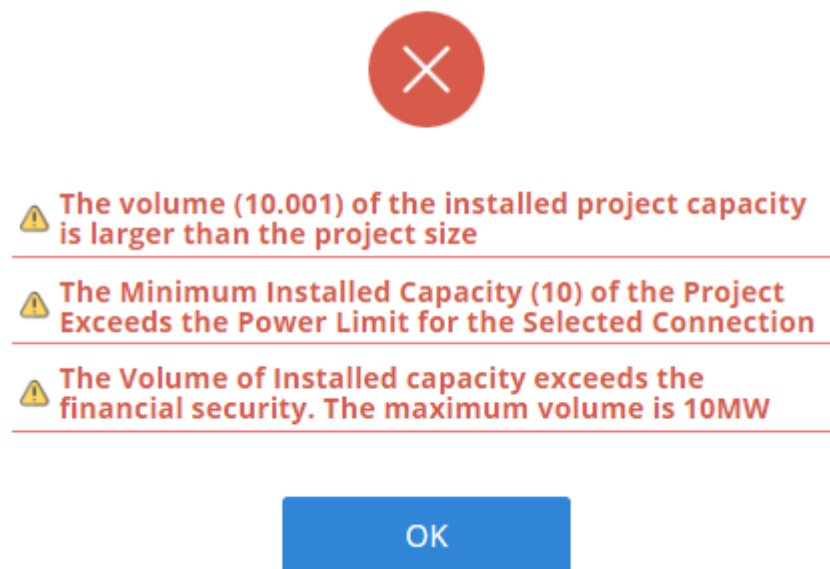 The volume (10.001) of the installed project capacity
is larger than the project size
The Minimum Installed Capacity (10) of the Project
Exceeds the Power Limit for the Selected Connection
The Volume of Installed capacity exceeds the
financial security. The maximum volume is 10MW
OK